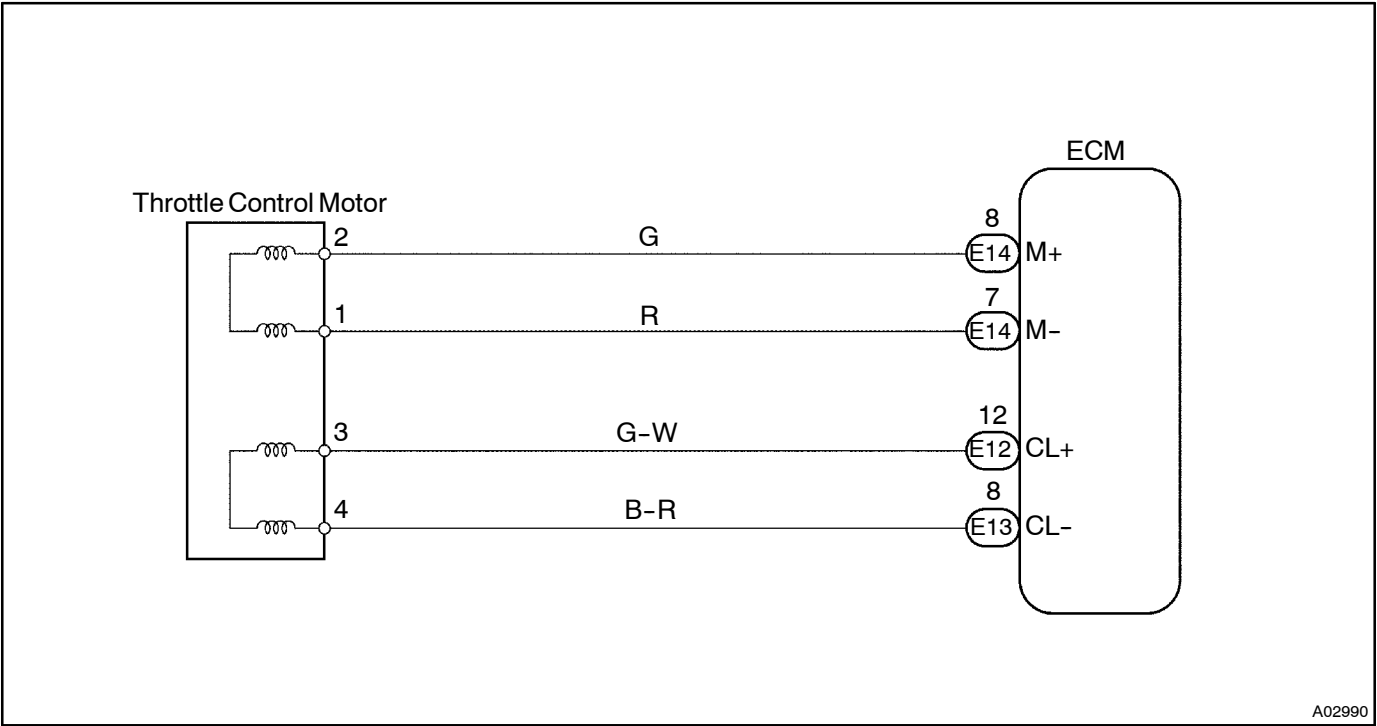 ECM
Throttle Control Motor
2 G 8 E14 M+
1 R 7 E14 M-
3 G-W 12 E12 CL+
4 B-R 8 E13 CL-
A02990